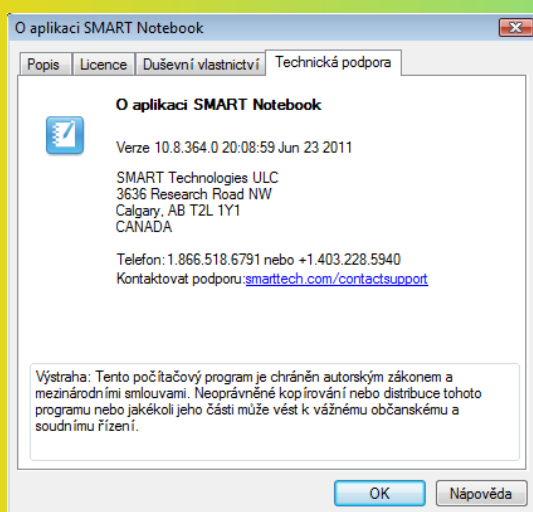 O aplikaci SMART Notebook
Popis Licence Duševní vlastnictví Technická podpora
O aplikaci SMART Notebook
Verze 10.8.364.0 20:08:59 Jun 23 2011
SMART Technologies ULC
3636 Research Road NW
Calgary, AB T2L 1Y1
CANADA
Telefon: 1.866.518.6791 nebo +1.403.228.5940
Kontaktovat podporu:smarttech.com/contactsupport
Výstraha: Tento počítačový program je chráněn autorským zákonem a
mezinárodními smlouvami. Neoprávněné kopírování nebo distribuce tohoto
programu nebo jakékoli jeho části může vést k vážnému občanskému a
soudnímu řízení.
OK Nápověda